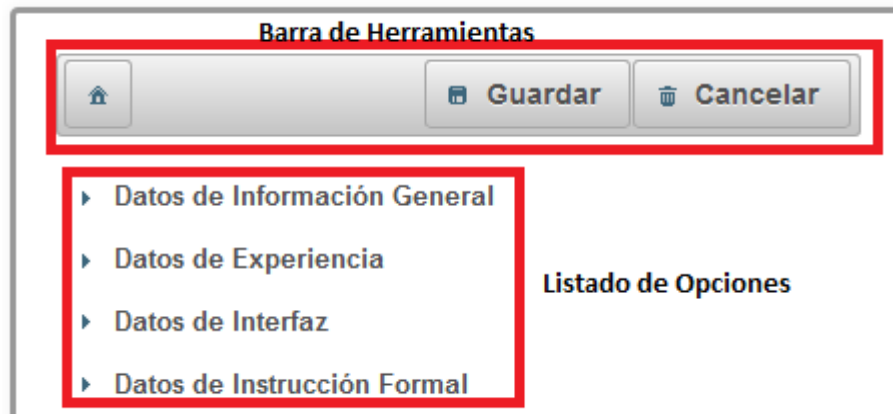 Barra de Herramientas
Guardar Cancelar
Datos de Información General
Datos de Experiencia
Listado de Opciones
Datos de Interfaz
Datos de Instrucción Formal